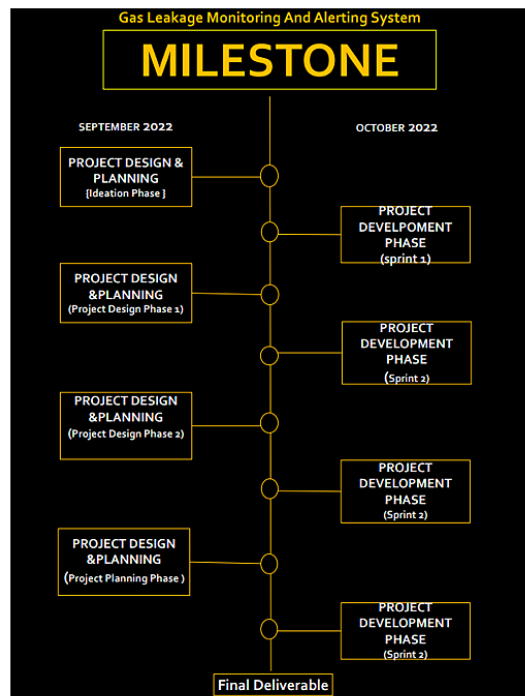 Gas Leakage Monitoring And Alerting System
MILESTONE
SEPTEMBER 2022
OCTOBER 2022
PROJECT DESIGN &
PLANNING
[Ideation Phase ]
PROJECT
DEVELPOMENT
PHASE
(sprint 1)
PROJECT DESIGN
&PLANNING
(Project Design Phase 1)
PROJECT
DEVELOPMENT
PHASE
(Sprint 2)
PROJECT DESIGN
&PLANNING
(Project Design Phase 2)
PROJECT
DEVELOPMENT
PHASE
(Sprint 2)
PROJECT DESIGN
&PLANNING
(Project Planning Phase )
PROJECT
DEVELOPMENT
PHASE
(Sprint 2)
Final Deliverable